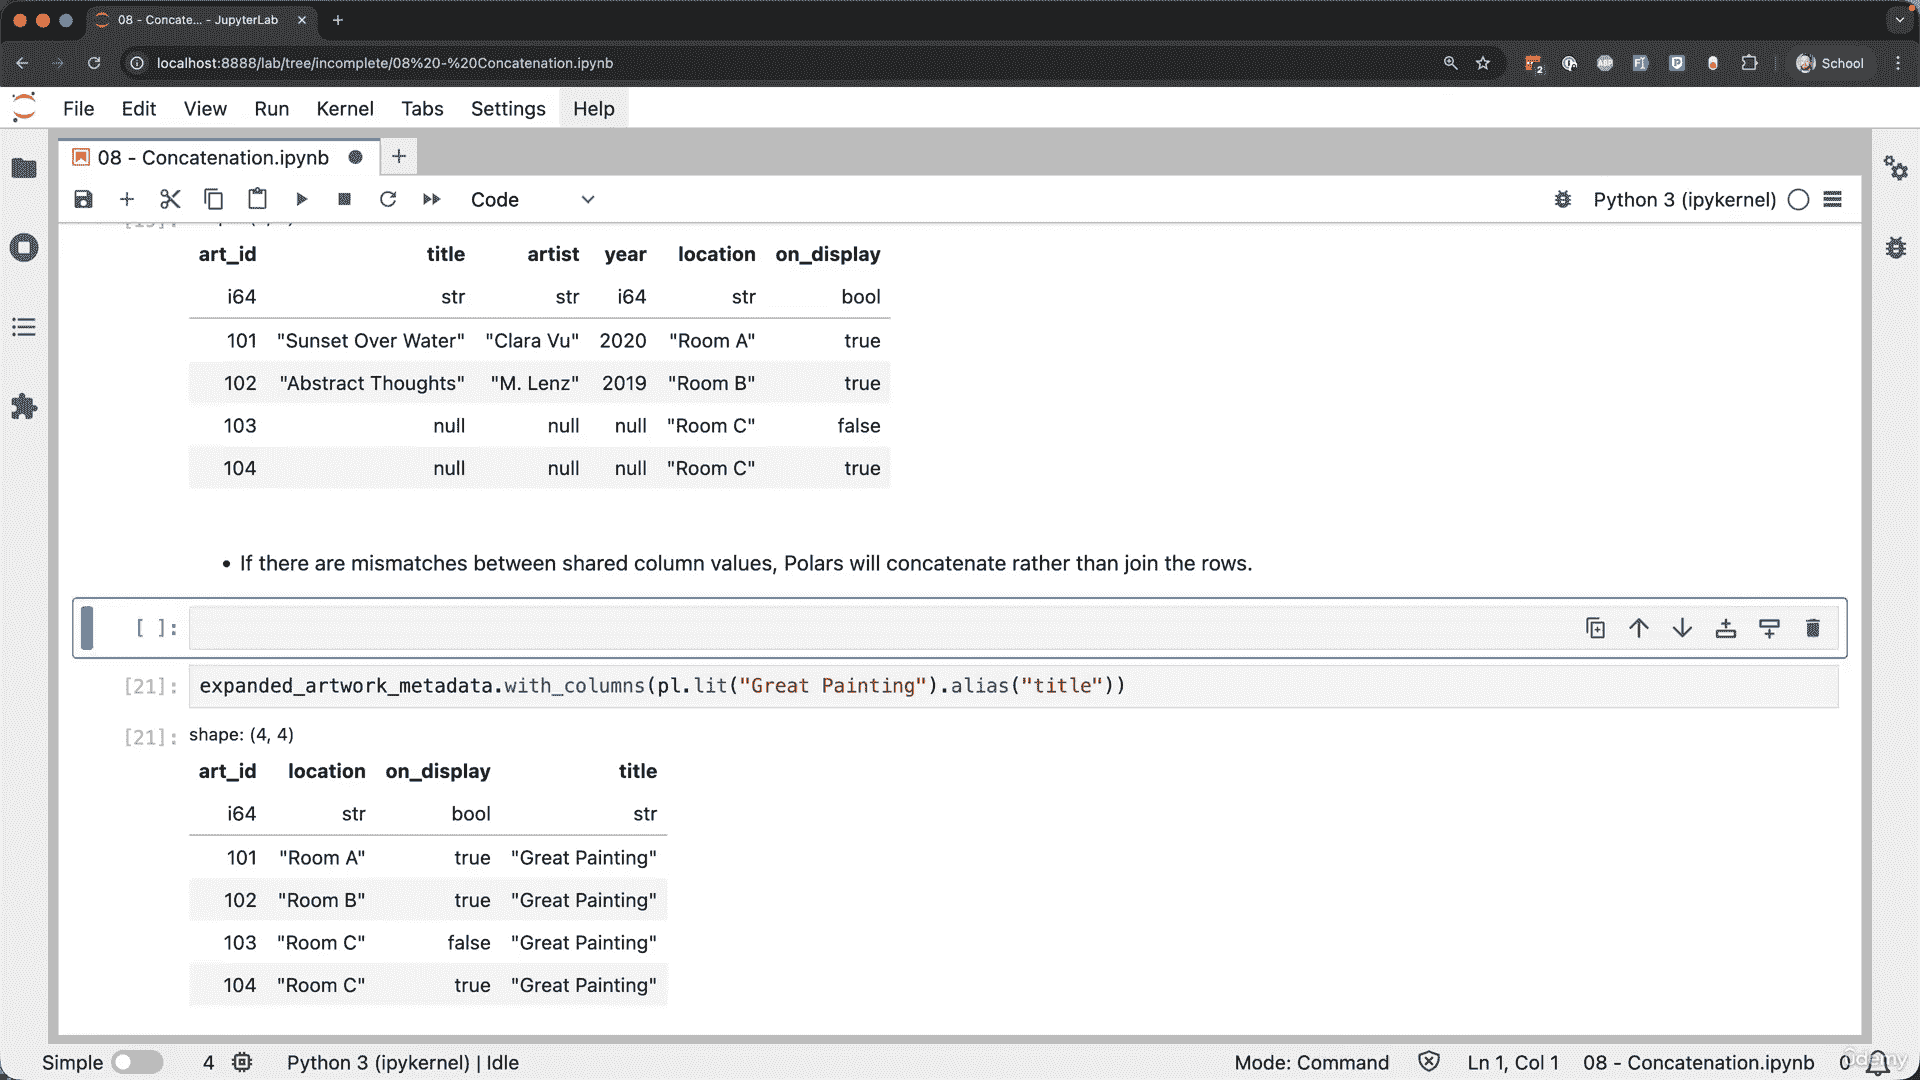 08 - Concate... - JupyterLab
localhost:8888/lab/tree/incomplete/08%20-%20Concatenation.ipynb
2
ABP
School
File Edit View Run Kernel Tabs Settings Help
08 - Concatenation.ipynb
Code
Python 3 (ipykernel)
art_id title artist year location on_display
i64 str str i64 str bool
101 "Sunset Over Water" "Clara Vu" 2020 "Room A" true
102 "Abstract Thoughts" "M. Lenz" 2019 "Room B" true
103 null null null "Room C" false
104 null null null "Room C" true
• If there are mismatches between shared column values, Polars will concatenate rather than join the rows.
[ ]:
[21]: expanded_artwork_metadata.with_columns(pl.lit("Great Painting").alias("title"))
[21]: shape: (4, 4)
art_id location on_display title
i64 str bool str
101 "Room A" true "Great Painting"
102 "Room B" true "Great Painting"
103 "Room C" false "Great Painting"
104 "Room C" true "Great Painting"
Simple 4 Python 3 (ipykernel) | Idle Mode: Command Ln 1, Col 1 08 - Concatenation.ipynb 0
udemy